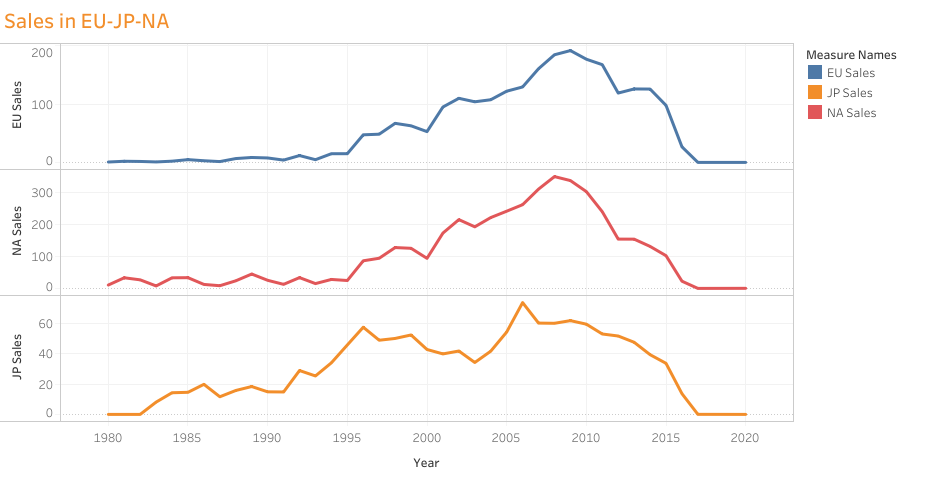 Sales in EU-JP-NA
EU Sales
200
100
0
NA Sales
300
200
100
0
JP Sales
60
40
20
0
1980 1985 1990 1995 2000 2005 2010 2015 2020
Year
Measure Names
EU Sales
JP Sales
NA Sales